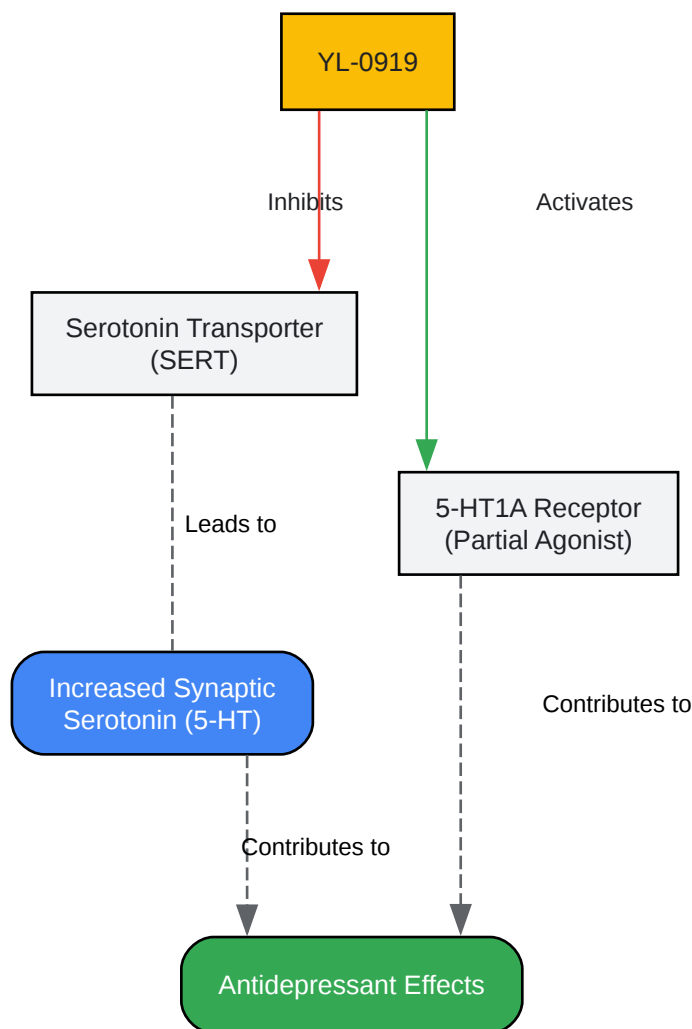 YL-0919
Inhibits
Activates
Serotonin Transporter
(SERT)
5-HT1A Receptor
(Partial Agonist)
Leads to
Increased Synaptic
Serotonin (5-HT)
Contributes to
Contributes to
Antidepressant Effects